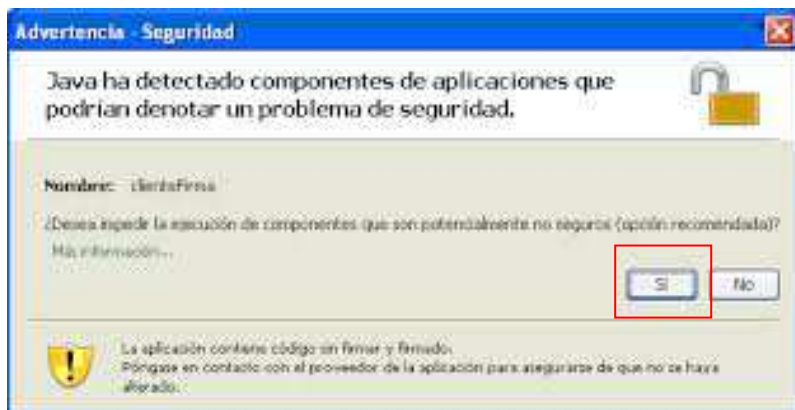 Advertencia - Seguridad
Java ha detectado componentes de aplicaciones que
podrían denotar un problema de seguridad.
Nombre: clienteFirma
¿Desea impedir la ejecución de componentes que son potencialmente no seguros (opción recomendada)?
Más información...
Sí
No
La aplicación contiene código sin firmar y firmado.
Póngase en contacto con el proveedor de la aplicación para asegurarse de que no se haya
alterado.